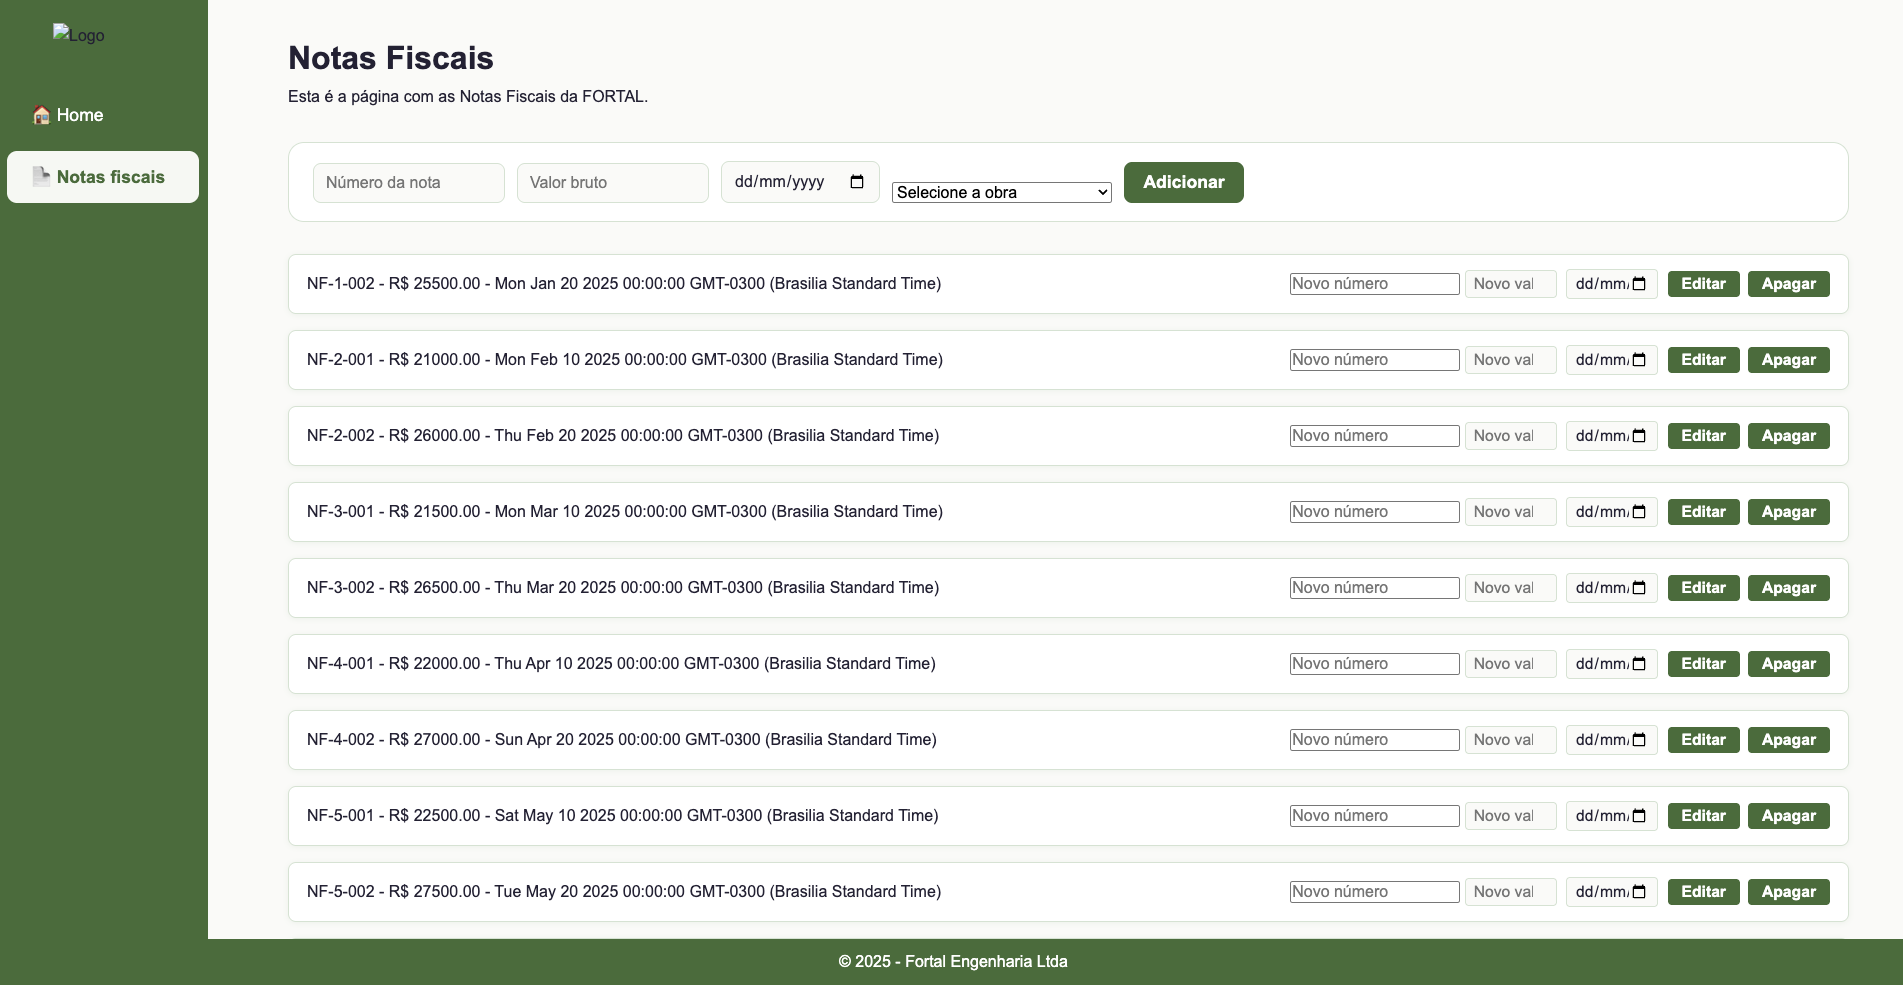 Logo
🏠 Home
📄 Notas fiscais
Notas Fiscais
Esta é a página com as Notas Fiscais da FORTAL.
Número da nota Valor bruto dd/mm/yyyy Selecione a obra Adicionar
NF-1-002 - R$ 25500.00 - Mon Jan 20 2025 00:00:00 GMT-0300 (Brasilia Standard Time) Novo número Novo val dd/mm/ Editar Apagar
NF-2-001 - R$ 21000.00 - Mon Feb 10 2025 00:00:00 GMT-0300 (Brasilia Standard Time) Novo número Novo val dd/mm/ Editar Apagar
NF-2-002 - R$ 26000.00 - Thu Feb 20 2025 00:00:00 GMT-0300 (Brasilia Standard Time) Novo número Novo val dd/mm/ Editar Apagar
NF-3-001 - R$ 21500.00 - Mon Mar 10 2025 00:00:00 GMT-0300 (Brasilia Standard Time) Novo número Novo val dd/mm/ Editar Apagar
NF-3-002 - R$ 26500.00 - Thu Mar 20 2025 00:00:00 GMT-0300 (Brasilia Standard Time) Novo número Novo val dd/mm/ Editar Apagar
NF-4-001 - R$ 22000.00 - Thu Apr 10 2025 00:00:00 GMT-0300 (Brasilia Standard Time) Novo número Novo val dd/mm/ Editar Apagar
NF-4-002 - R$ 27000.00 - Sun Apr 20 2025 00:00:00 GMT-0300 (Brasilia Standard Time) Novo número Novo val dd/mm/ Editar Apagar
NF-5-001 - R$ 22500.00 - Sat May 10 2025 00:00:00 GMT-0300 (Brasilia Standard Time) Novo número Novo val dd/mm/ Editar Apagar
NF-5-002 - R$ 27500.00 - Tue May 20 2025 00:00:00 GMT-0300 (Brasilia Standard Time) Novo número Novo val dd/mm/ Editar Apagar
© 2025 - Fortal Engenharia Ltda